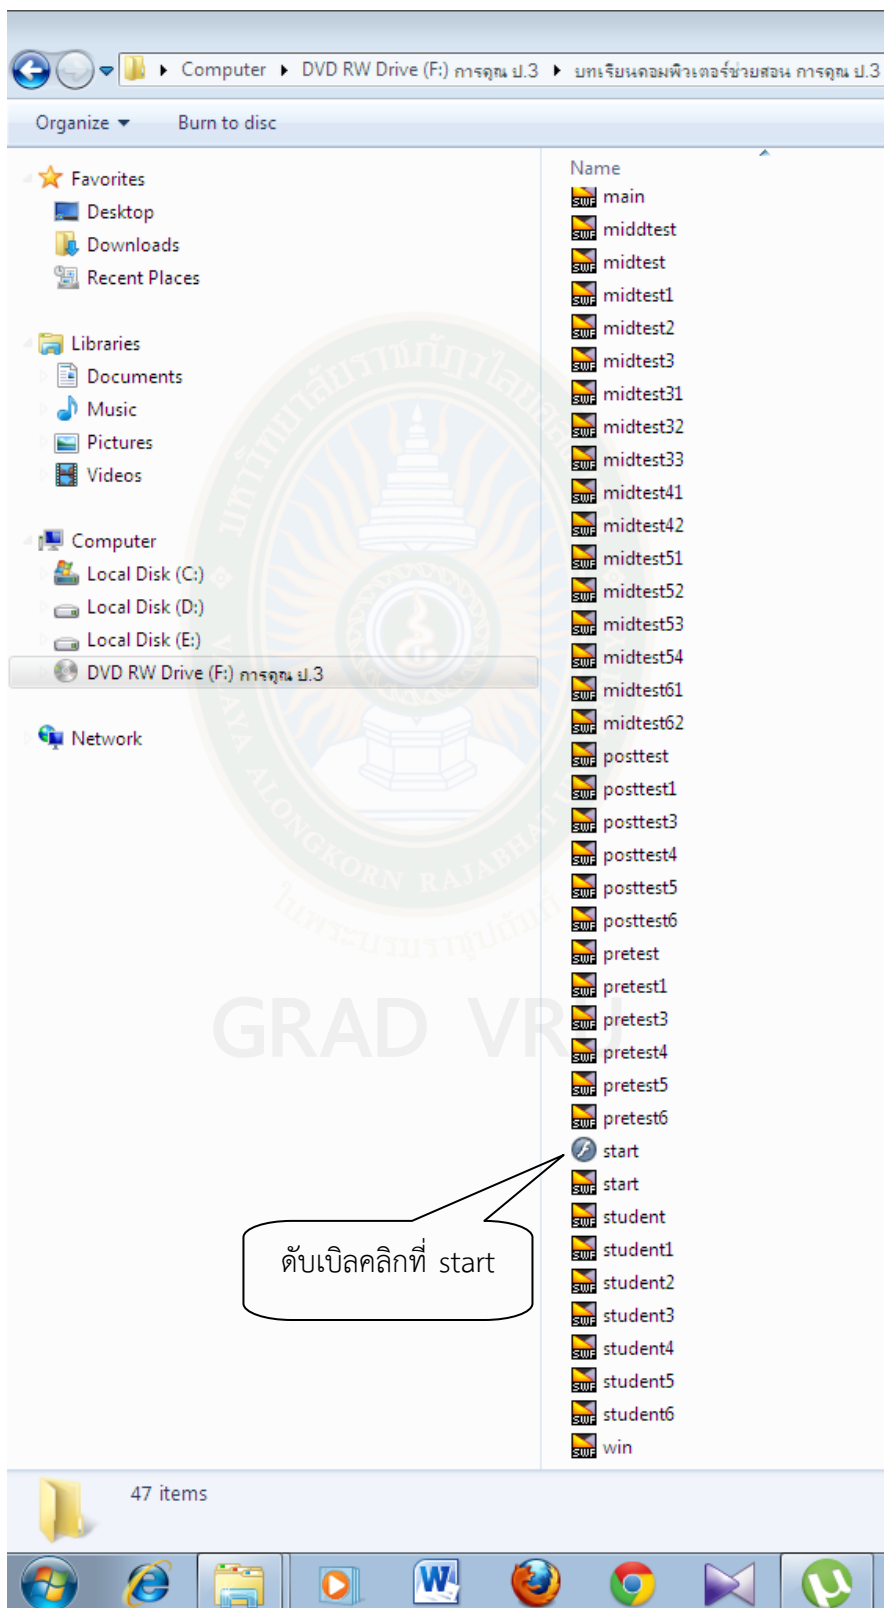 Computer ▸ DVD RW Drive (F:) การคูณ ป.3 ▸ บทเรียนคอมพิวเตอร์ช่วยสอน การคูณ ป.3
Organize Burn to disc
Favorites
Desktop
Downloads
Recent Places
Libraries
Documents
Music
Pictures
Videos
Computer
Local Disk (C:)
Local Disk (D:)
Local Disk (E:)
DVD RW Drive (F:) การคูณ ป.3
Network
Name
main
middtest
midtest
midtest1
midtest2
midtest3
midtest31
midtest32
midtest33
midtest41
midtest42
midtest51
midtest52
midtest53
midtest54
midtest61
midtest62
posttest
posttest1
posttest3
posttest4
posttest5
posttest6
pretest
pretest1
pretest3
pretest4
pretest5
pretest6
start
start
student
student1
student2
student3
student4
student5
student6
win
ดับเบิลคลิกที่ start
GRAD VRU
47 items